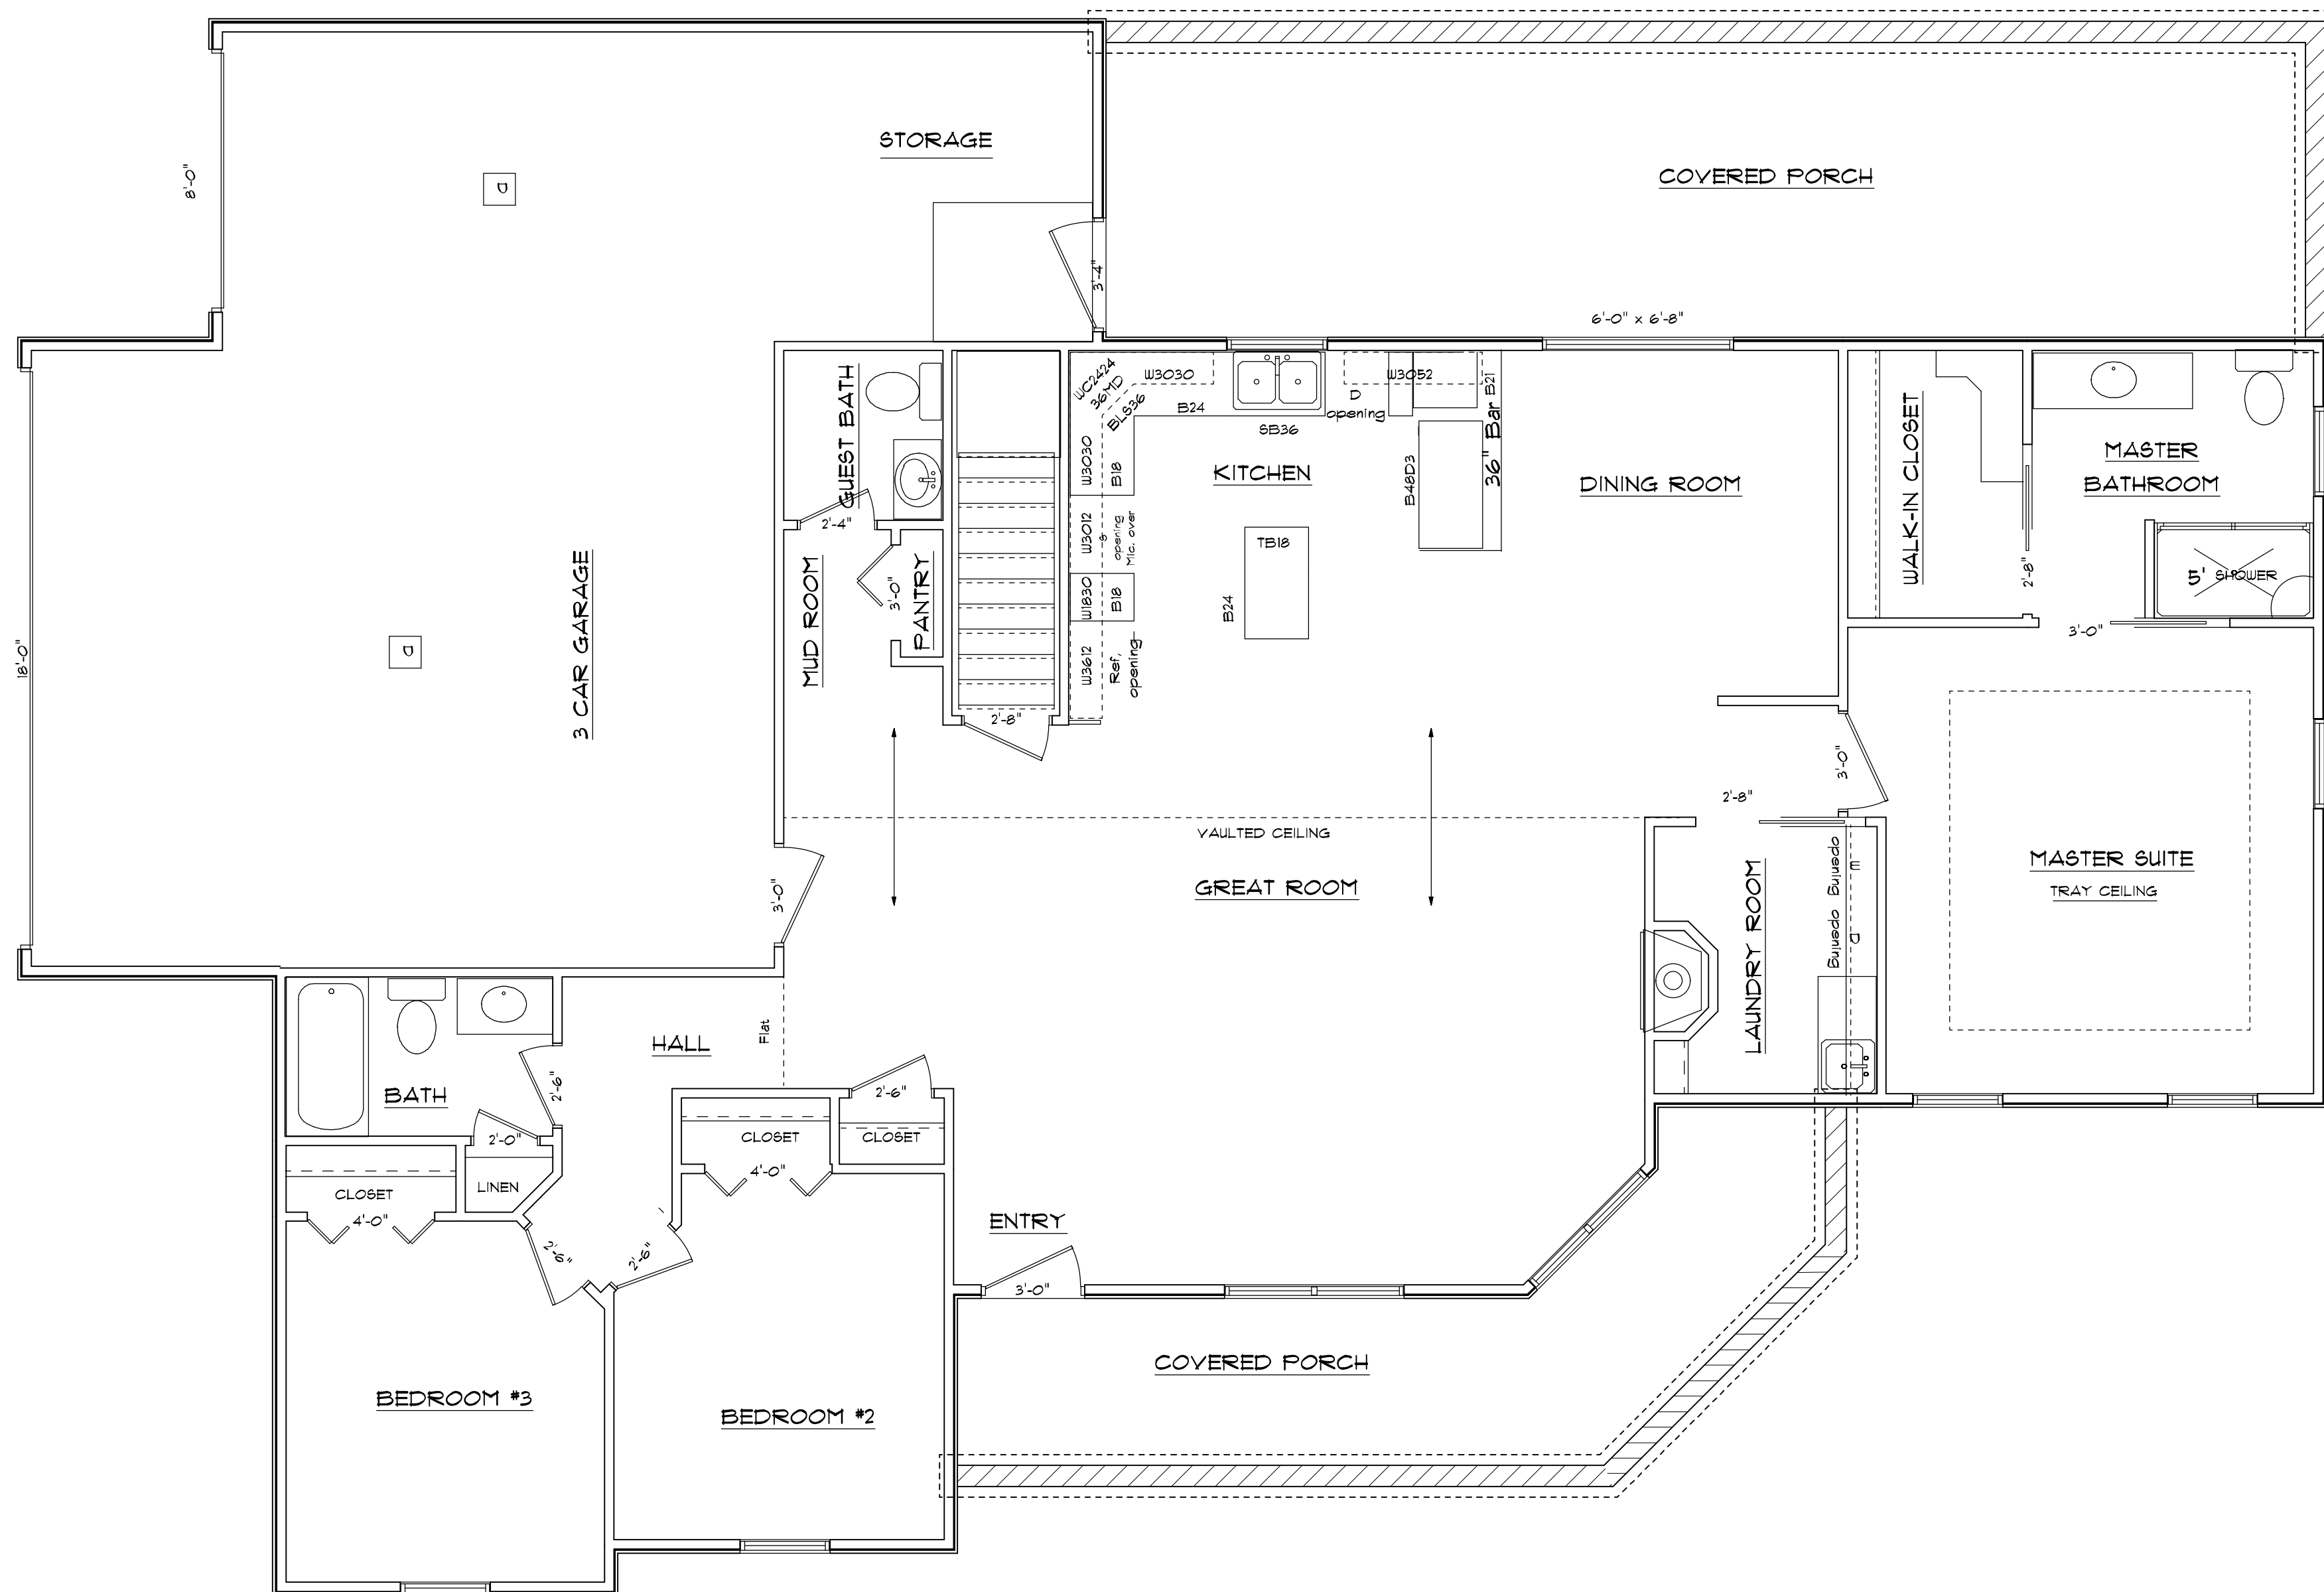 STORAGE
COVERED PORCH
8'-0"
D
3'-4"
6'-0" x 6'-8"
GUEST BATH
WC2424
36MD
BLS36
W3030
B24
SB36
D
opening
W3052
36" Bar B21
B48D3
KITCHEN
DINING ROOM
WALK-IN CLOSET
MASTER
BATHROOM
W3030
B18
2'-4"
W3012
opening
Mic. over
TB18
B24
18'-0"
D
3 CAR GARAGE
MUD ROOM
3'-0"
PANTRY
W1830
B18
W3612
Ref.
opening
2'-8"
2'-8"
5' SHOWER
3'-0"
3'-0"
2'-8"
VAULTED CEILING
GREAT ROOM
3'-0"
LAUNDRY ROOM
opening
opening
D
MASTER SUITE
TRAY CEILING
HALL
Flat
BATH
2'-6"
2'-6"
2'-0"
CLOSET
CLOSET
4'-0"
LINEN
CLOSET
4'-0"
2'-6"
2'-6"
ENTRY
3'-0"
COVERED PORCH
BEDROOM #3
BEDROOM #2